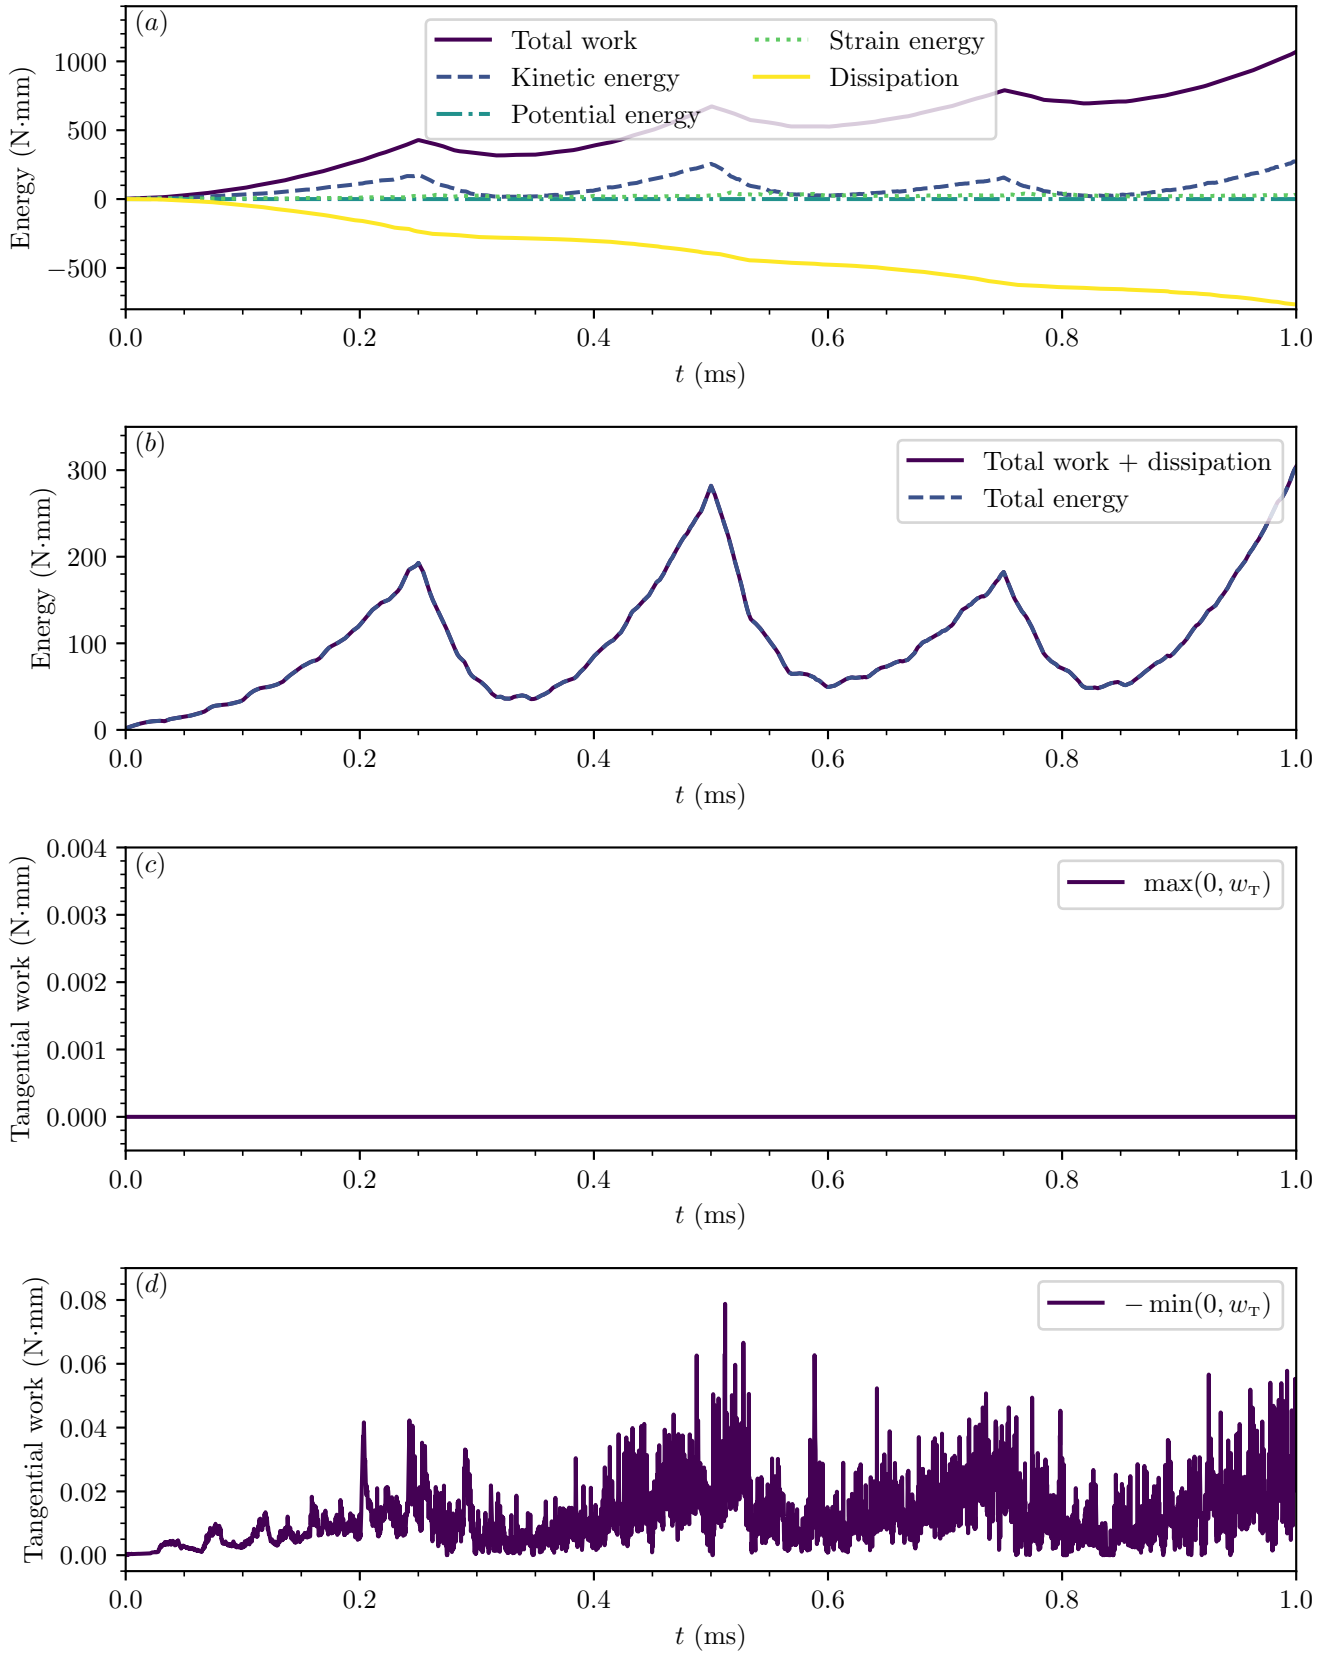 (a)
Total work
Kinetic energy
Potential energy
Strain energy
Dissipation
Energy (N·mm)
1000
500
0
−500
0.0 0.2 0.4 0.6 0.8 1.0
t (ms)
(b)
Total work + dissipation
Total energy
Energy (N·mm)
300
200
100
0
0.0 0.2 0.4 0.6 0.8 1.0
t (ms)
(c)
max(0, w_T)
Tangential work (N·mm)
0.004
0.003
0.002
0.001
0.000
0.0 0.2 0.4 0.6 0.8 1.0
t (ms)
(d)
− min(0, w_T)
Tangential work (N·mm)
0.08
0.06
0.04
0.02
0.00
0.0 0.2 0.4 0.6 0.8 1.0
t (ms)